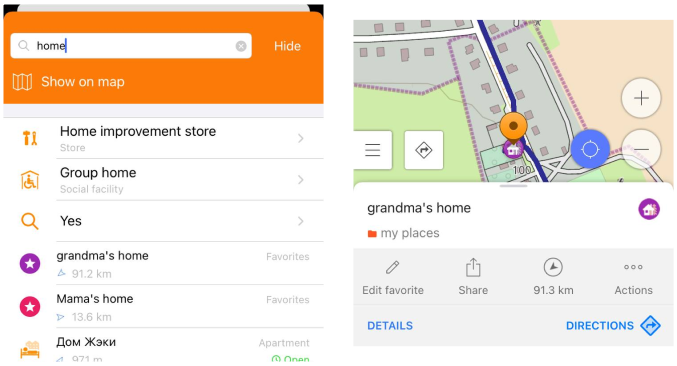 home
Hide
Show on map
Home improvement store
Store
Group home
Social facility
Yes
grandma's home
Favorites
91.2 km
Mama's home
Favorites
13.6 km
Дом Жэки
Apartment
971 m
Open
100
grandma's home
my places
Edit favorite
Share
91.3 km
Actions
DETAILS
DIRECTIONS